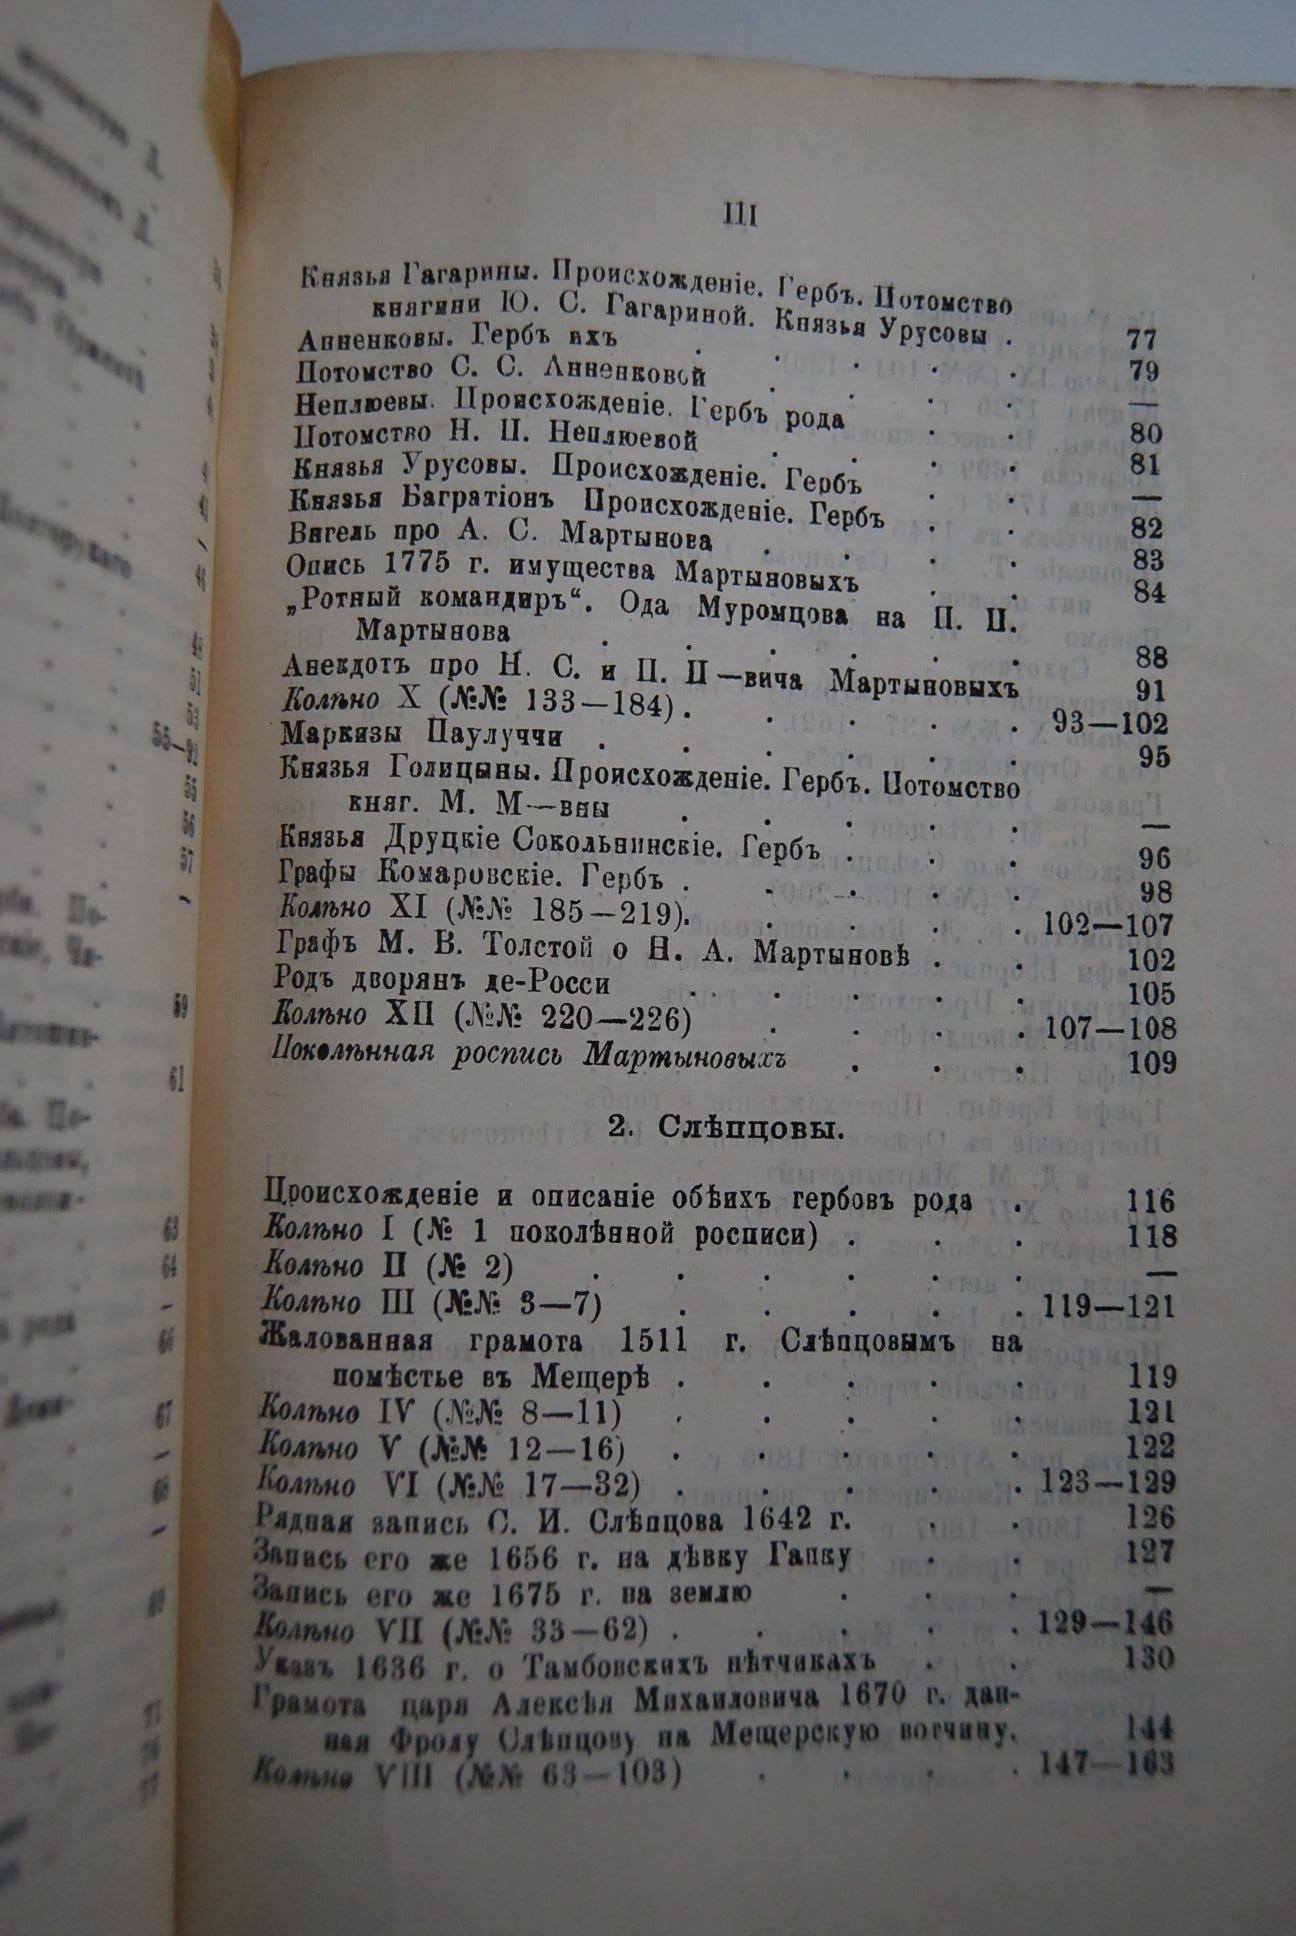 III
Князья Гагарины. Происхожденіе. Гербъ. Потомство
княгини Ю. С. Гагариной. Князья Урусовы . 77
Анненковы. Гербъ ихъ . . . . . 79
Потомство С. С. Анненковой . . . . —
Неплюевы. Происхожденіе. Гербъ рода . . 80
Потомство Н. П. Неплюевой . . . . 81
Князья Урусовы. Происхожденіе. Гербъ . . —
Князья Багратіонъ Происхожденіе. Гербъ . . 82
Вигель про А. С. Мартынова . . . . 83
Опись 1775 г. имущества Мартыновыхъ . . 84
„Ротный командиръ“. Ода Муромцова на П. П.
Мартынова . . . . . . 88
Анекдотъ про Н. С. и П. П—вича Мартыновыхъ 91
Колѣно X (№№ 133—184) . . . . . 93—102
Маркизы Паулуччи . . . . . . 95
Князья Голицыны. Происхожденіе. Гербъ. Потомство
княг. М. М—вны . . . . . —
Князья Друцкіе Сокольнинскіе. Гербъ . . . 96
Графы Комаровскіе. Гербъ . . . . . 98
Колѣно XI (№№ 185—219). . . . . 102—107
Графъ М. В. Толстой о Н. А. Мартыновѣ . . 102
Родъ дворянъ де-Росси . . . . . 105
Колѣно XII (№№ 220—226) . . . . 107—108
Поколѣнная роспись Мартыновыхъ . . . 109
2. Слѣпцовы.
Происхожденіе и описаніе обѣихъ гербовъ рода . 116
Колѣно I (№ 1 поколѣнной росписи) . . . 118
Колѣно II (№ 2) . . . . . . —
Колѣно III (№№ 3—7) . . . . . 119—121
Жалованная грамота 1511 г. Слѣпцовымъ на
помѣстье въ Мещерѣ . . . . . 119
Колѣно IV (№№ 8—11) . . . . . 121
Колѣно V (№№ 12—16) . . . . . 122
Колѣно VI (№№ 17—32) . . . . . 123—129
Рядная запись С. И. Слѣпцова 1642 г. . . 126
Запись его же 1656 г. на дѣвку Гапку . . 127
Запись его же 1675 г. на землю . . . —
Колѣно VII (№№ 33—62) . . . . . 129—146
Указъ 1636 г. о Тамбовскихъ нѣтчикахъ . . 130
Грамота царя Алексѣя Михаиловича 1670 г. дан-
ная Фролу Слѣпцову на Мещерскую вотчину. 144
Колѣно VIII (№№ 63—103) . . . . 147—163